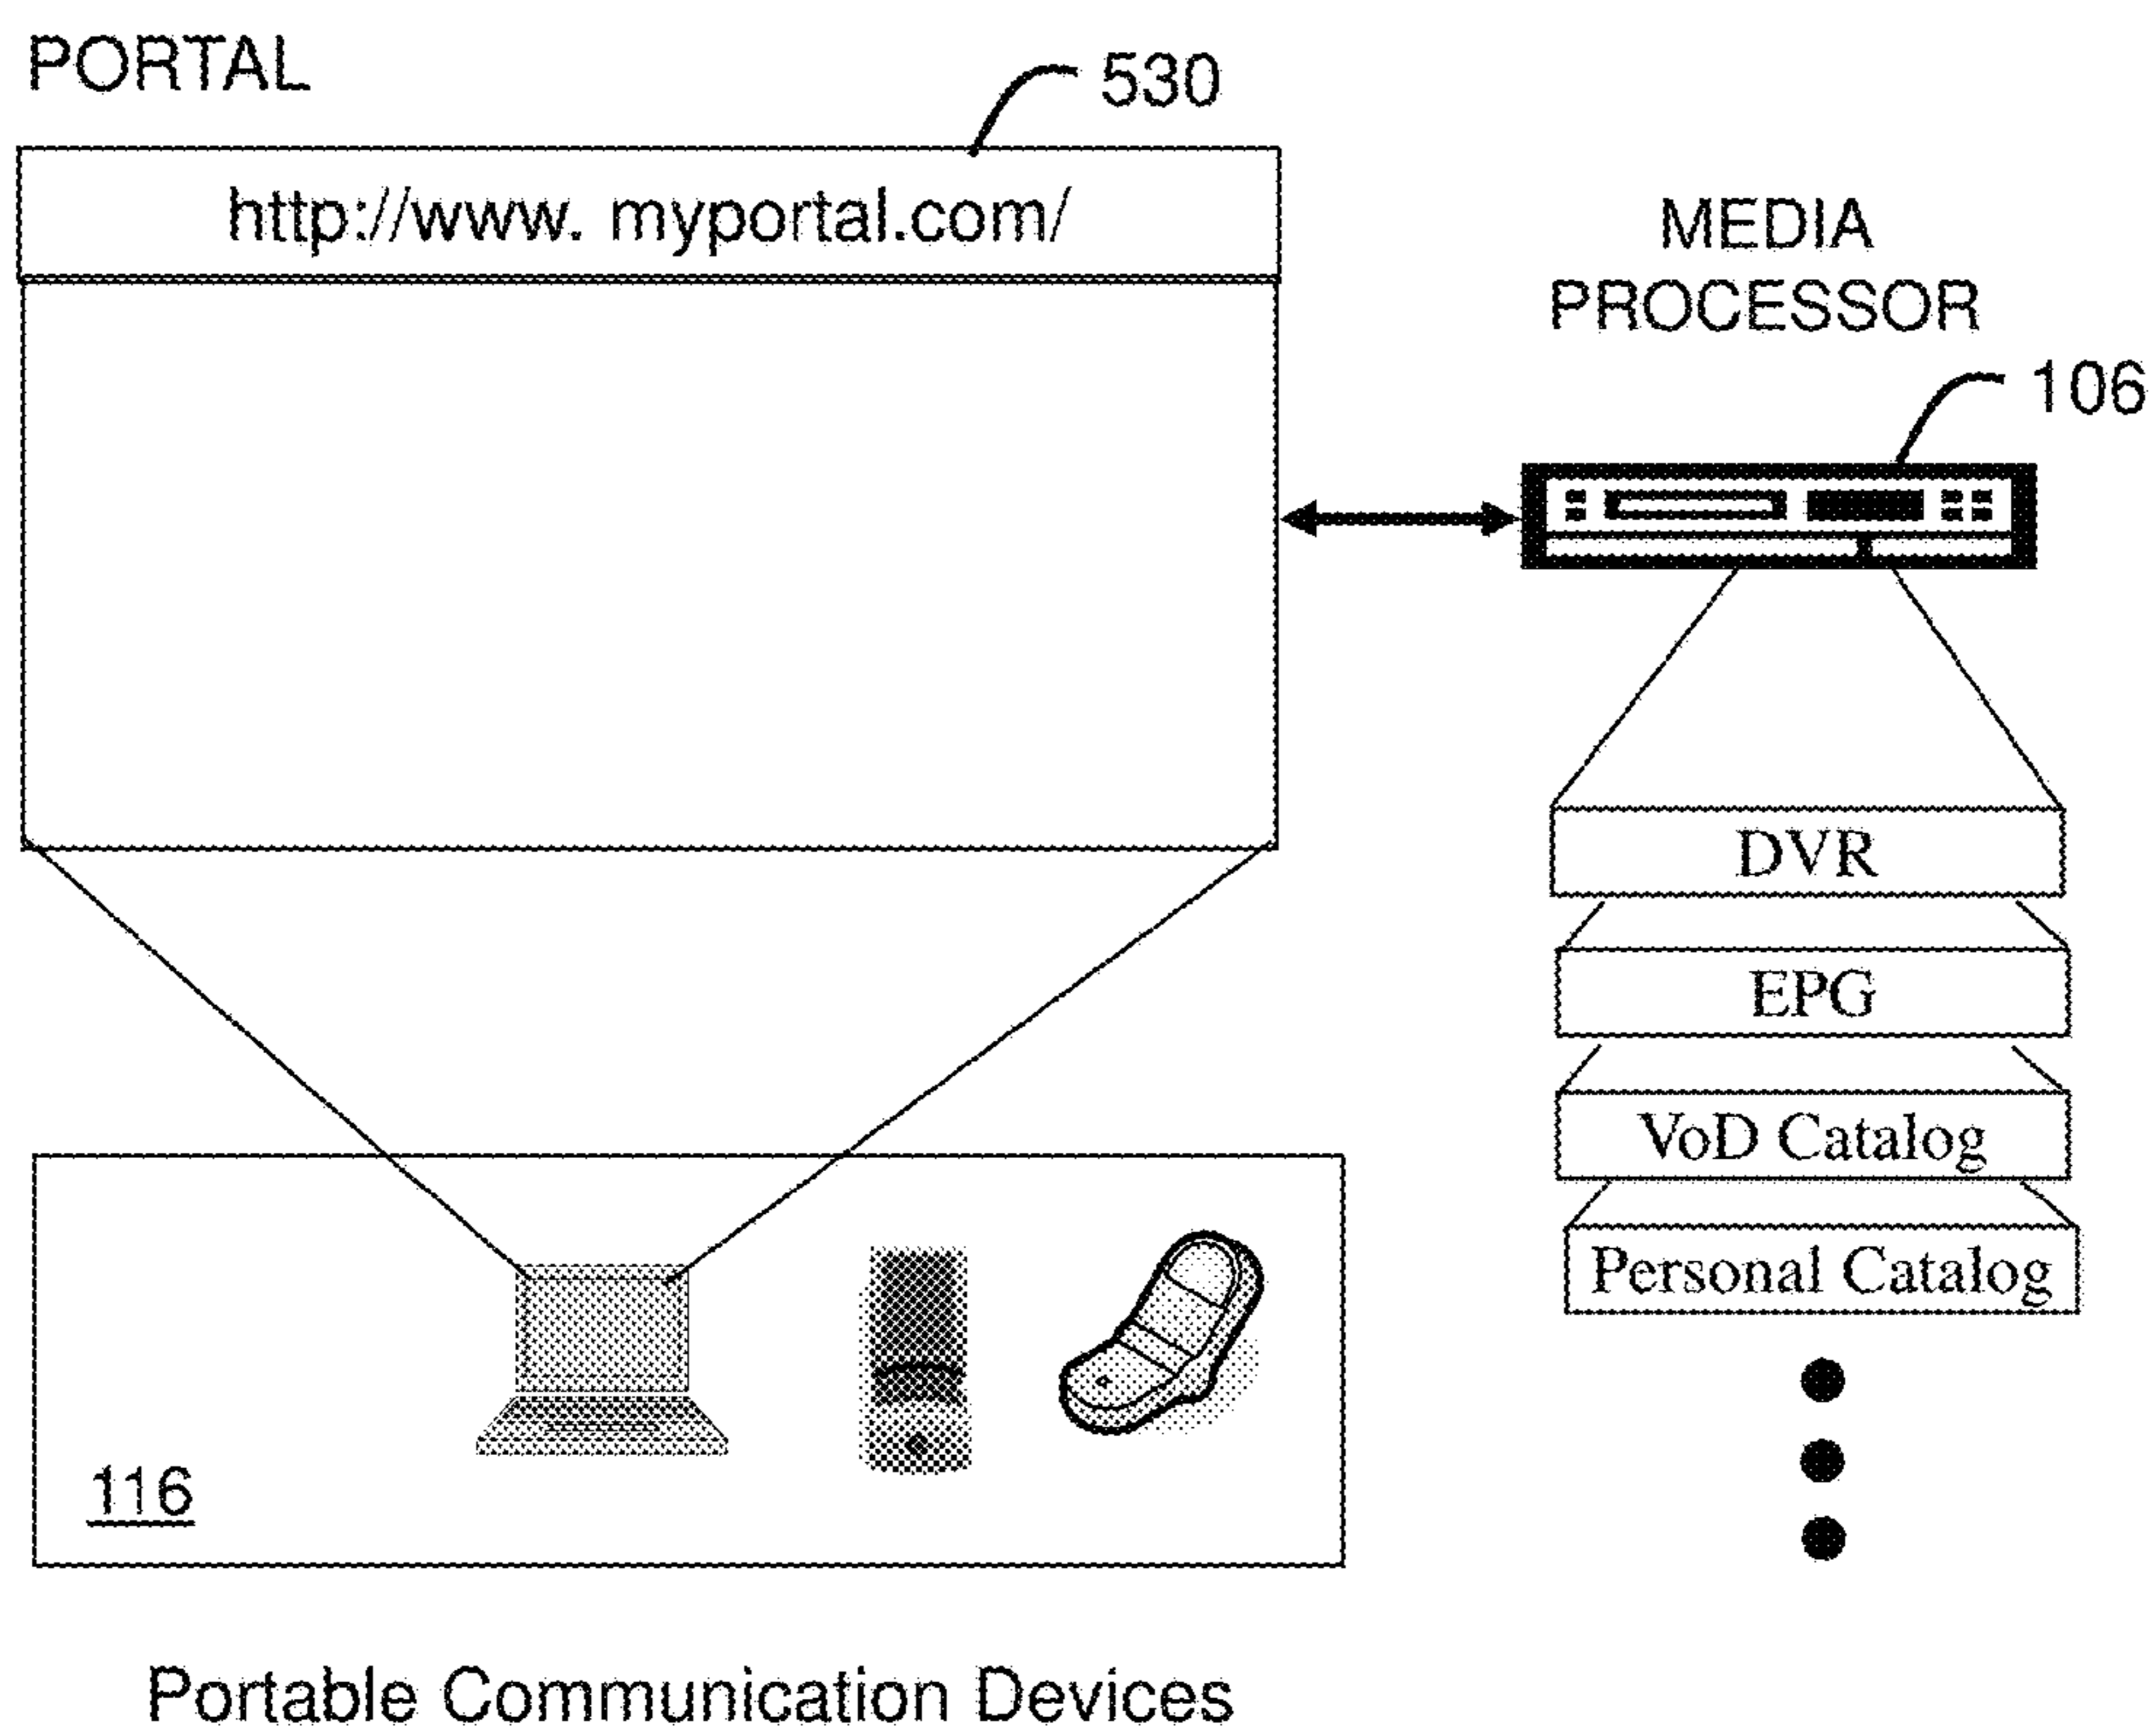 PORTAL
530
http://www. myportal.com/
MEDIA
PROCESSOR
106
DVR
EPG
VoD Catalog
Personal Catalog
116
Portable Communication Devices